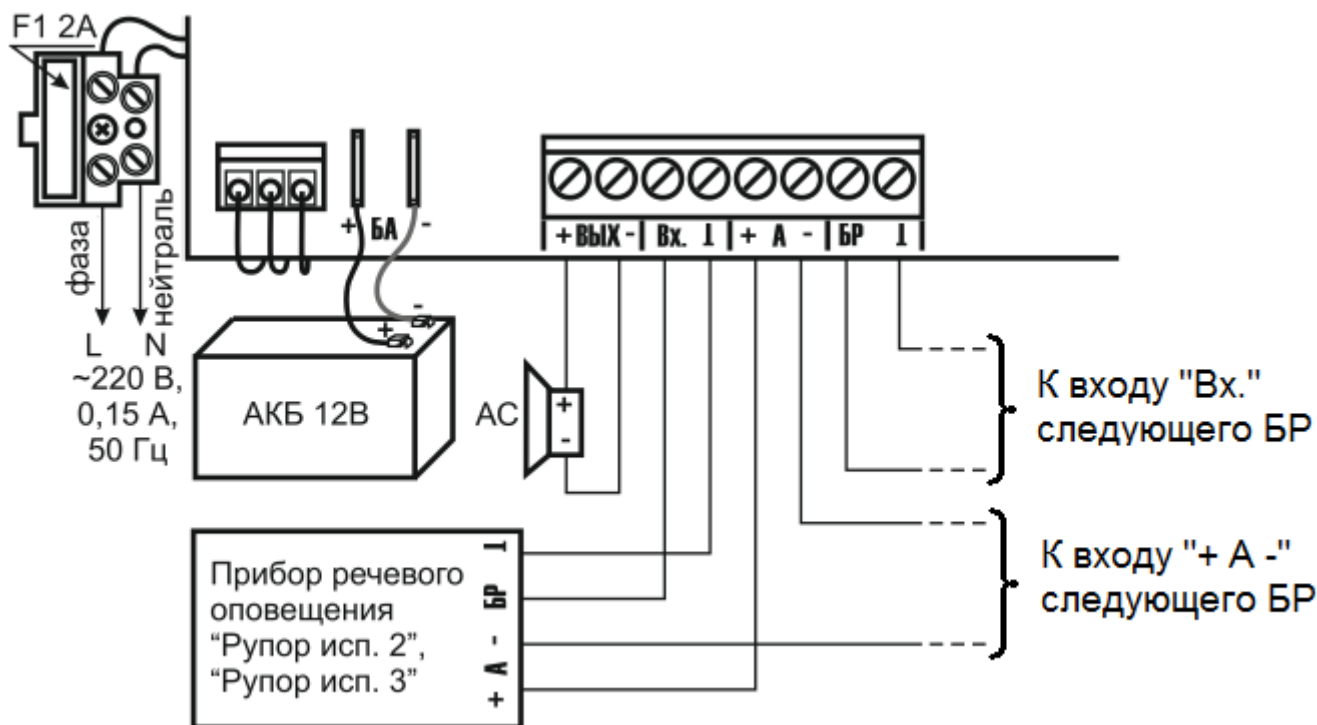 F1 2А
фаза
нейтраль
L N
~220 В,
0,15 А,
50 Гц
+ БА -
+ -
АКБ 12В
+ ВЫХ - Вх. ⊥ + А - БР ⊥
АС
+
-
К входу "Вх."
следующего БР
К входу "+ А -"
следующего БР
Прибор речевого
оповещения
“Рупор исп. 2”,
“Рупор исп. 3”
⊥
БР
-
А
+